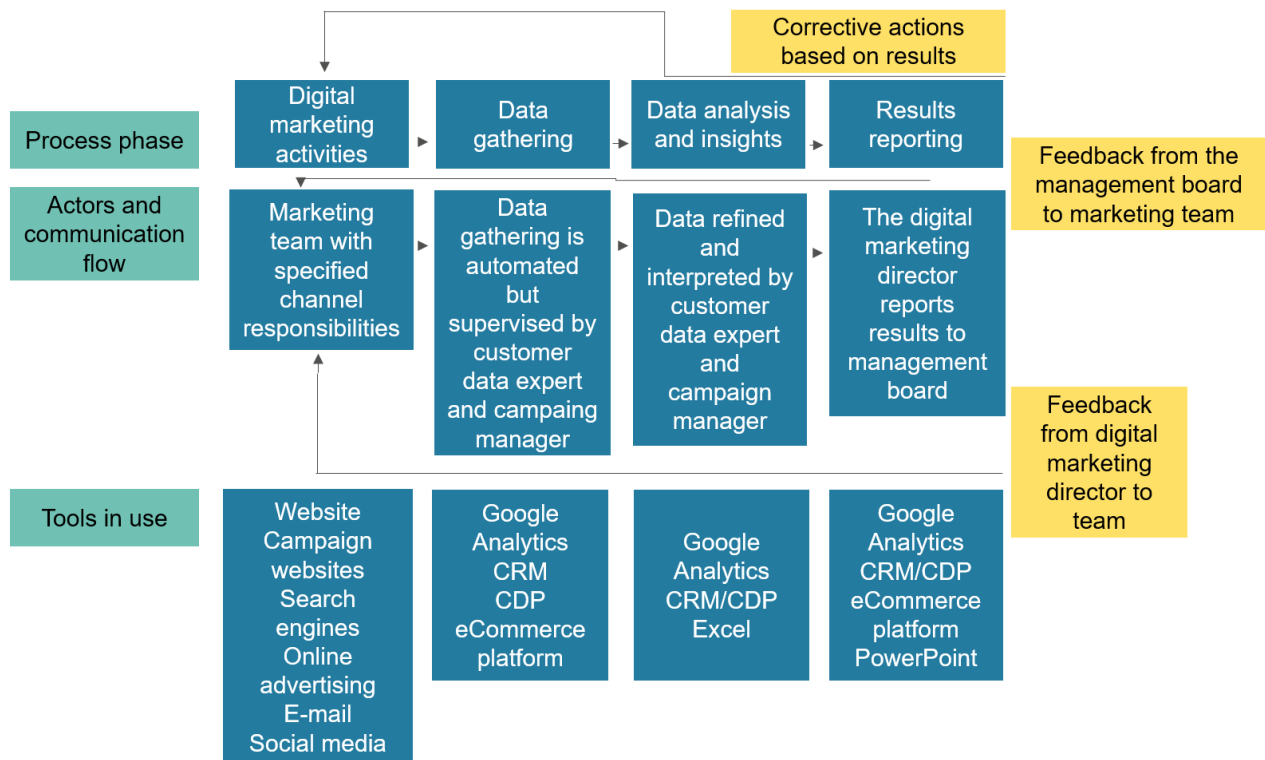 Corrective actions
based on results
Process phase
Digital
marketing
activities
Data
gathering
Data analysis
and insights
Results
reporting
Feedback from the
management board
to marketing team
Actors and
communication
flow
Marketing
team with
specified
channel
responsibilities
Data
gathering is
automated
but
supervised by
customer
data expert
and campaing
manager
Data refined
and
interpreted by
customer
data expert
and
campaign
manager
The digital
marketing
director
reports
results to
management
board
Feedback
from digital
marketing
director to
team
Tools in use
Website
Campaign
websites
Search
engines
Online
advertising
E-mail
Social media
Google
Analytics
CRM
CDP
eCommerce
platform
Google
Analytics
CRM/CDP
Excel
Google
Analytics
CRM/CDP
eCommerce
platform
PowerPoint